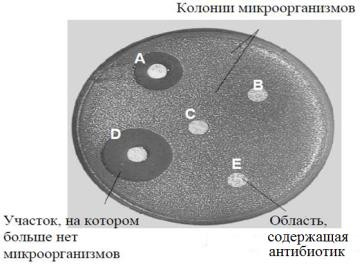 Колонии микроорганизмов
A
B
C
D
E
Участок, на котором
больше нет
микроорганизмов
Область,
содержащая
антибиотик